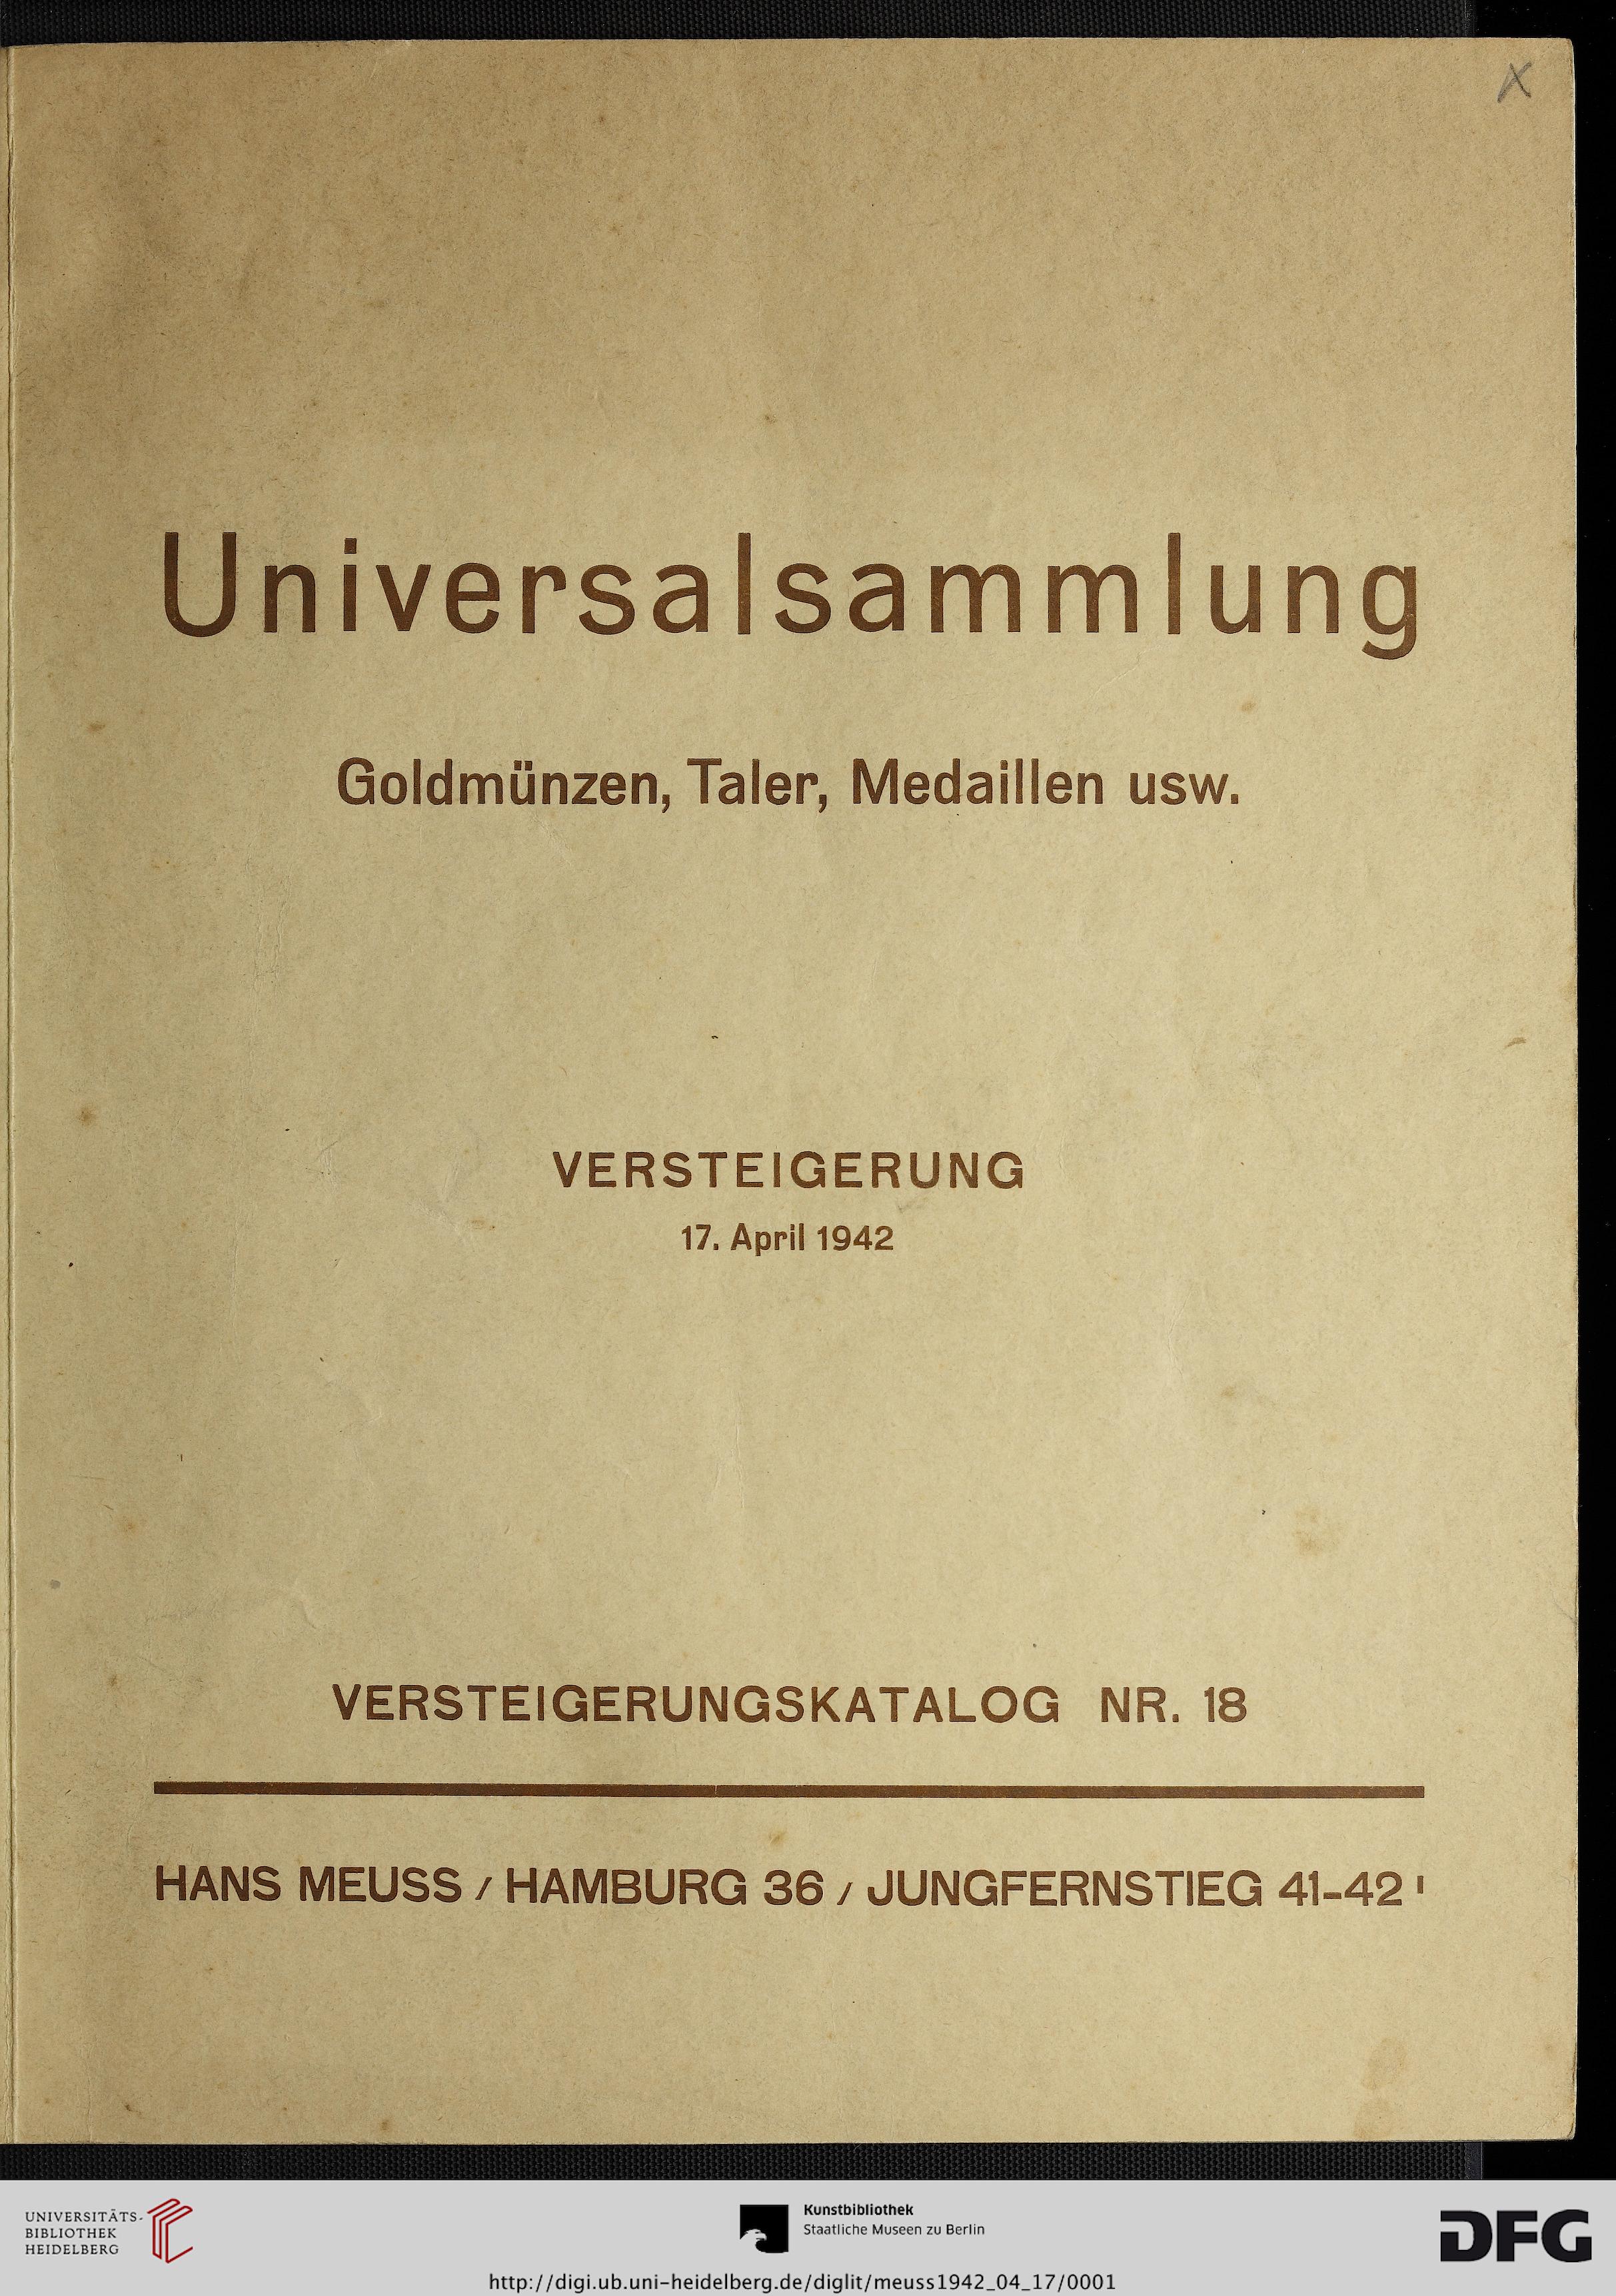 X
Universalsammlung
Goldmünzen, Taler, Medaillen usw.
VERSTEIGERUNG
17. April 1942
VERSTEIGERUNGSKATALOG NR. 18
HANS MEUSS / HAMBURG 36 / JUNGFERNSTIEG 41-42 I
UNIVERSITÄTS-
BIBLIOTHEK
HEIDELBERG
Kunstbibliothek
Staatliche Museen zu Berlin
DFG
http://digi.ub.uni-heidelberg.de/diglit/meuss1942_04_17/0001